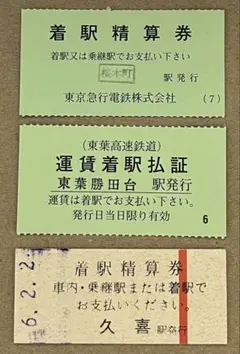 着駅精算券
着駅又は乗継駅でお支払い下さい
桜木町 駅発行
東京急行電鉄株式会社 (7)
(東葉高速鉄道)
運賃着駅払証
東葉勝田台 駅発行
運賃は着駅でお支払い下さい。
発行日当日限り有効 6
6.2.2
着駅精算券
車内・乗継駅または着駅で
お支払いください。
久喜 駅発行